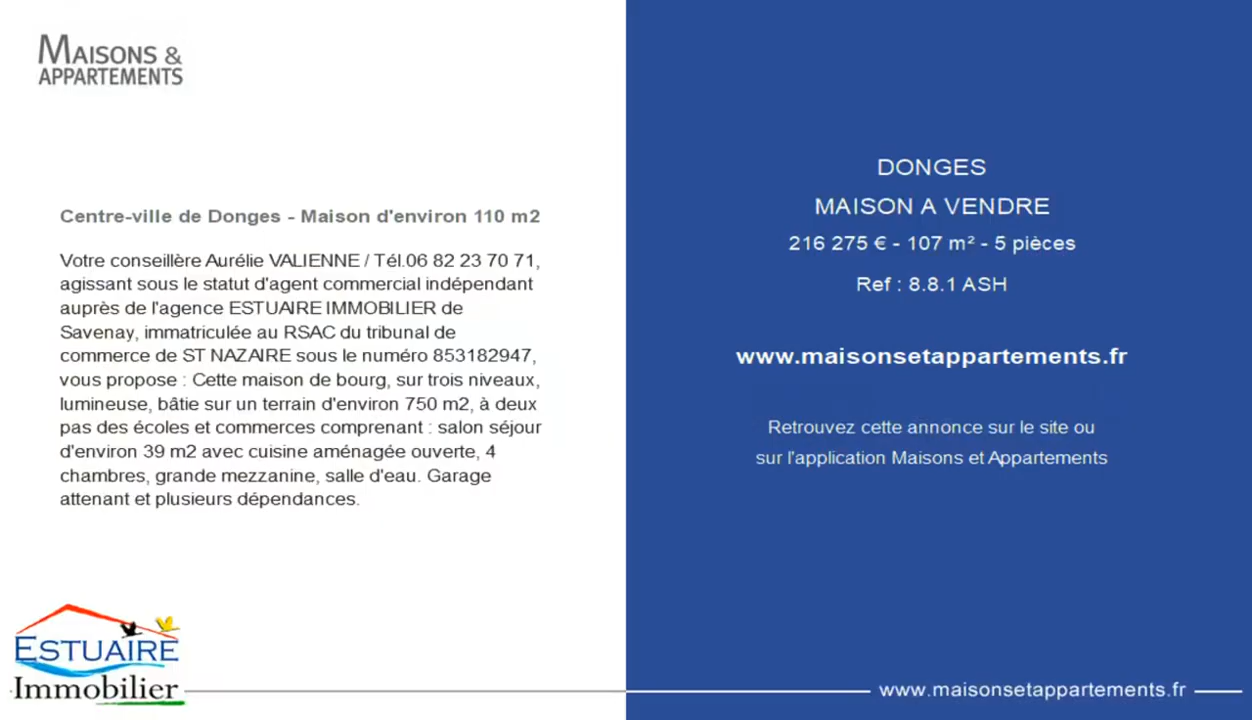 MAISONS &
APPARTEMENTS
Centre-ville de Donges - Maison d'environ 110 m2
Votre conseillère Aurélie VALIENNE / Tél.06 82 23 70 71,
agissant sous le statut d'agent commercial indépendant
auprès de l'agence ESTUAIRE IMMOBILIER de
Savenay, immatriculée au RSAC du tribunal de
commerce de ST NAZAIRE sous le numéro 853182947,
vous propose : Cette maison de bourg, sur trois niveaux,
lumineuse, bâtie sur un terrain d'environ 750 m2, à deux
pas des écoles et commerces comprenant : salon séjour
d'environ 39 m2 avec cuisine aménagée ouverte, 4
chambres, grande mezzanine, salle d'eau. Garage
attenant et plusieurs dépendances.
ESTUAIRE
Immobilier
DONGES
MAISON A VENDRE
216 275 € - 107 m² - 5 pièces
Ref : 8.8.1 ASH
www.maisonsetappartements.fr
Retrouvez cette annonce sur le site ou
sur l'application Maisons et Appartements
www.maisonsetappartements.fr